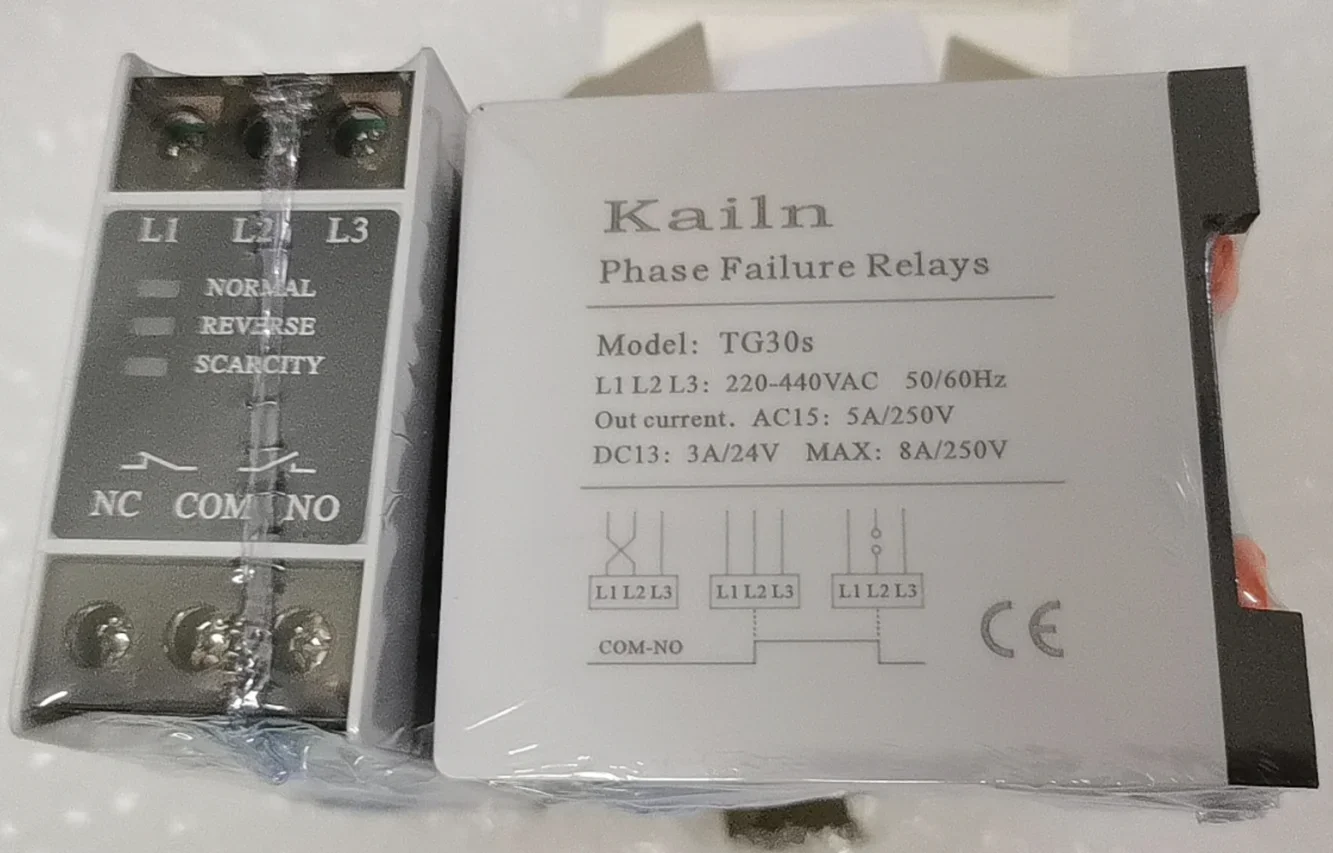 L1 L2 L3
NORMAL
REVERSE
SCARCITY
NC COM NO
Kailn
Phase Failure Relays
Model: TG30s
L1 L2 L3: 220-440VAC 50/60Hz
Out current. AC15: 5A/250V
DC13: 3A/24V MAX: 8A/250V
L1 L2 L3 L1 L2 L3 L1 L2 L3
COM-NO
CE